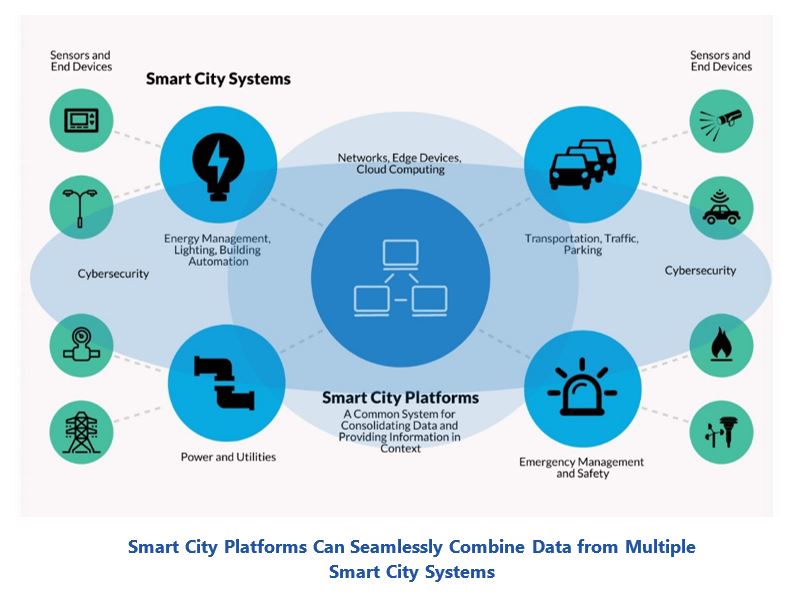 Sensors and
End Devices
Smart City Systems
Sensors and
End Devices
Networks, Edge Devices,
Cloud Computing
Energy Management,
Lighting, Building
Automation
Transportation, Traffic,
Parking
Cybersecurity
Cybersecurity
Smart City Platforms
A Common System for
Consolidating Data and
Providing Information in
Context
Power and Utilities
Emergency Management
and Safety
Smart City Platforms Can Seamlessly Combine Data from Multiple
Smart City Systems